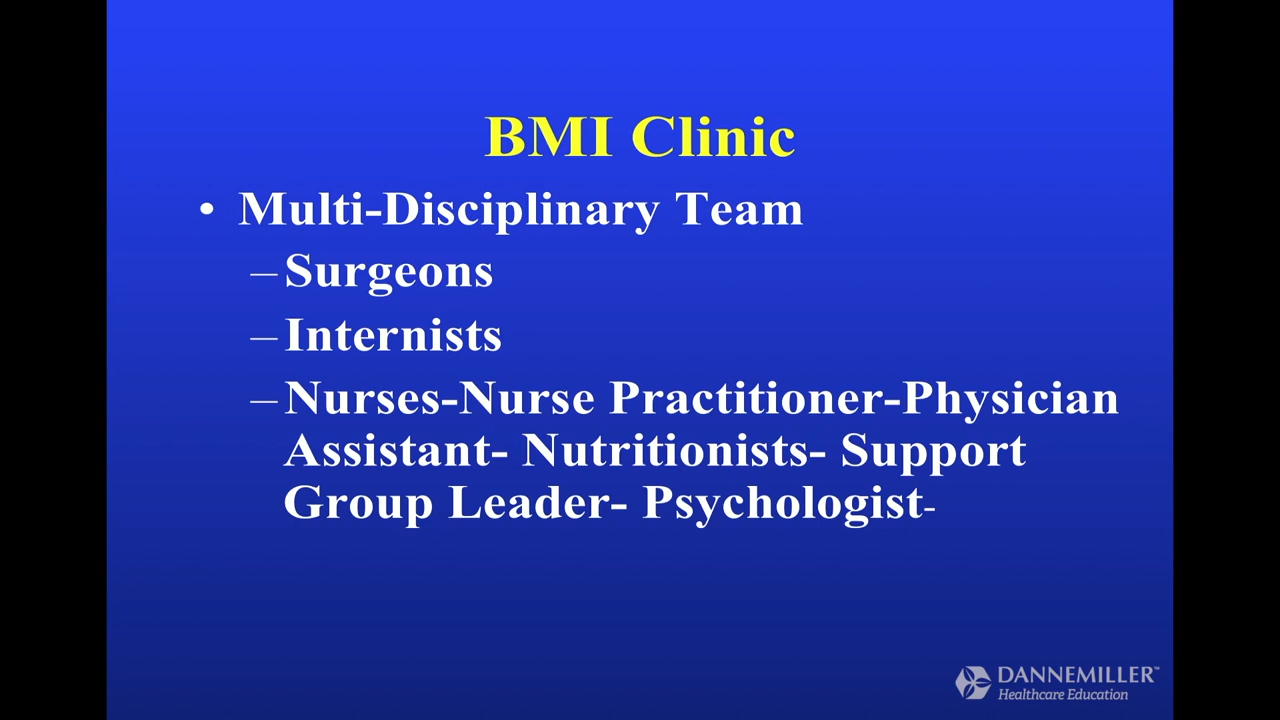 BMI Clinic
• Multi-Disciplinary Team
– Surgeons
– Internists
– Nurses-Nurse Practitioner-Physician
Assistant- Nutritionists- Support
Group Leader- Psychologist-
DANNEMILLER™
Healthcare Education